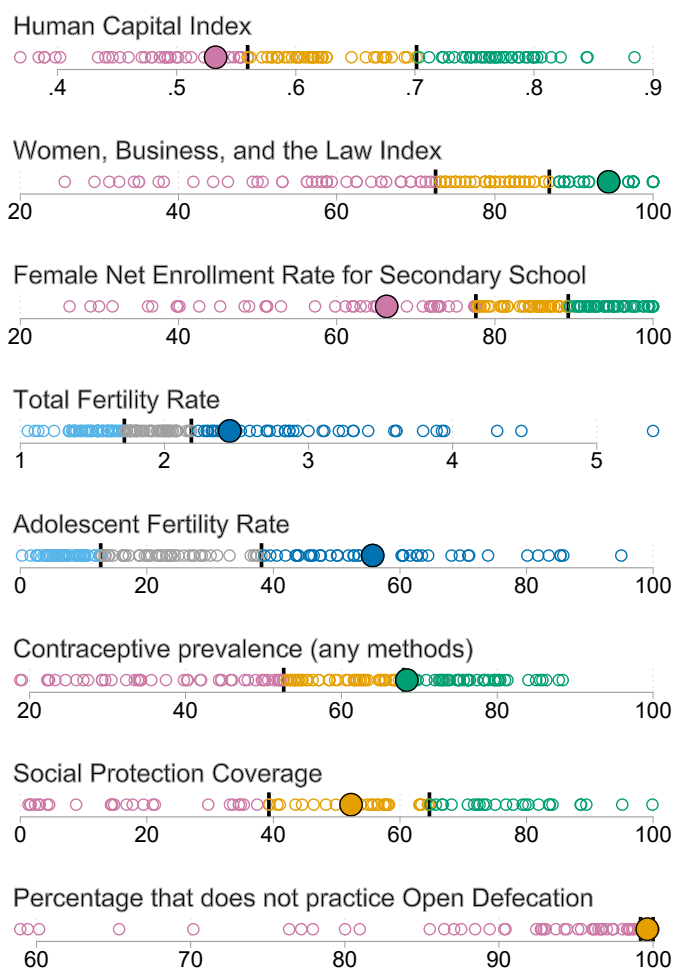 Human Capital Index
.4 .5 .6 .7 .8 .9
Women, Business, and the Law Index
20 40 60 80 100
Female Net Enrollment Rate for Secondary School
20 40 60 80 100
Total Fertility Rate
1 2 3 4 5
Adolescent Fertility Rate
0 20 40 60 80 100
Contraceptive prevalence (any methods)
20 40 60 80 100
Social Protection Coverage
0 20 40 60 80 100
Percentage that does not practice Open Defecation
60 70 80 90 100